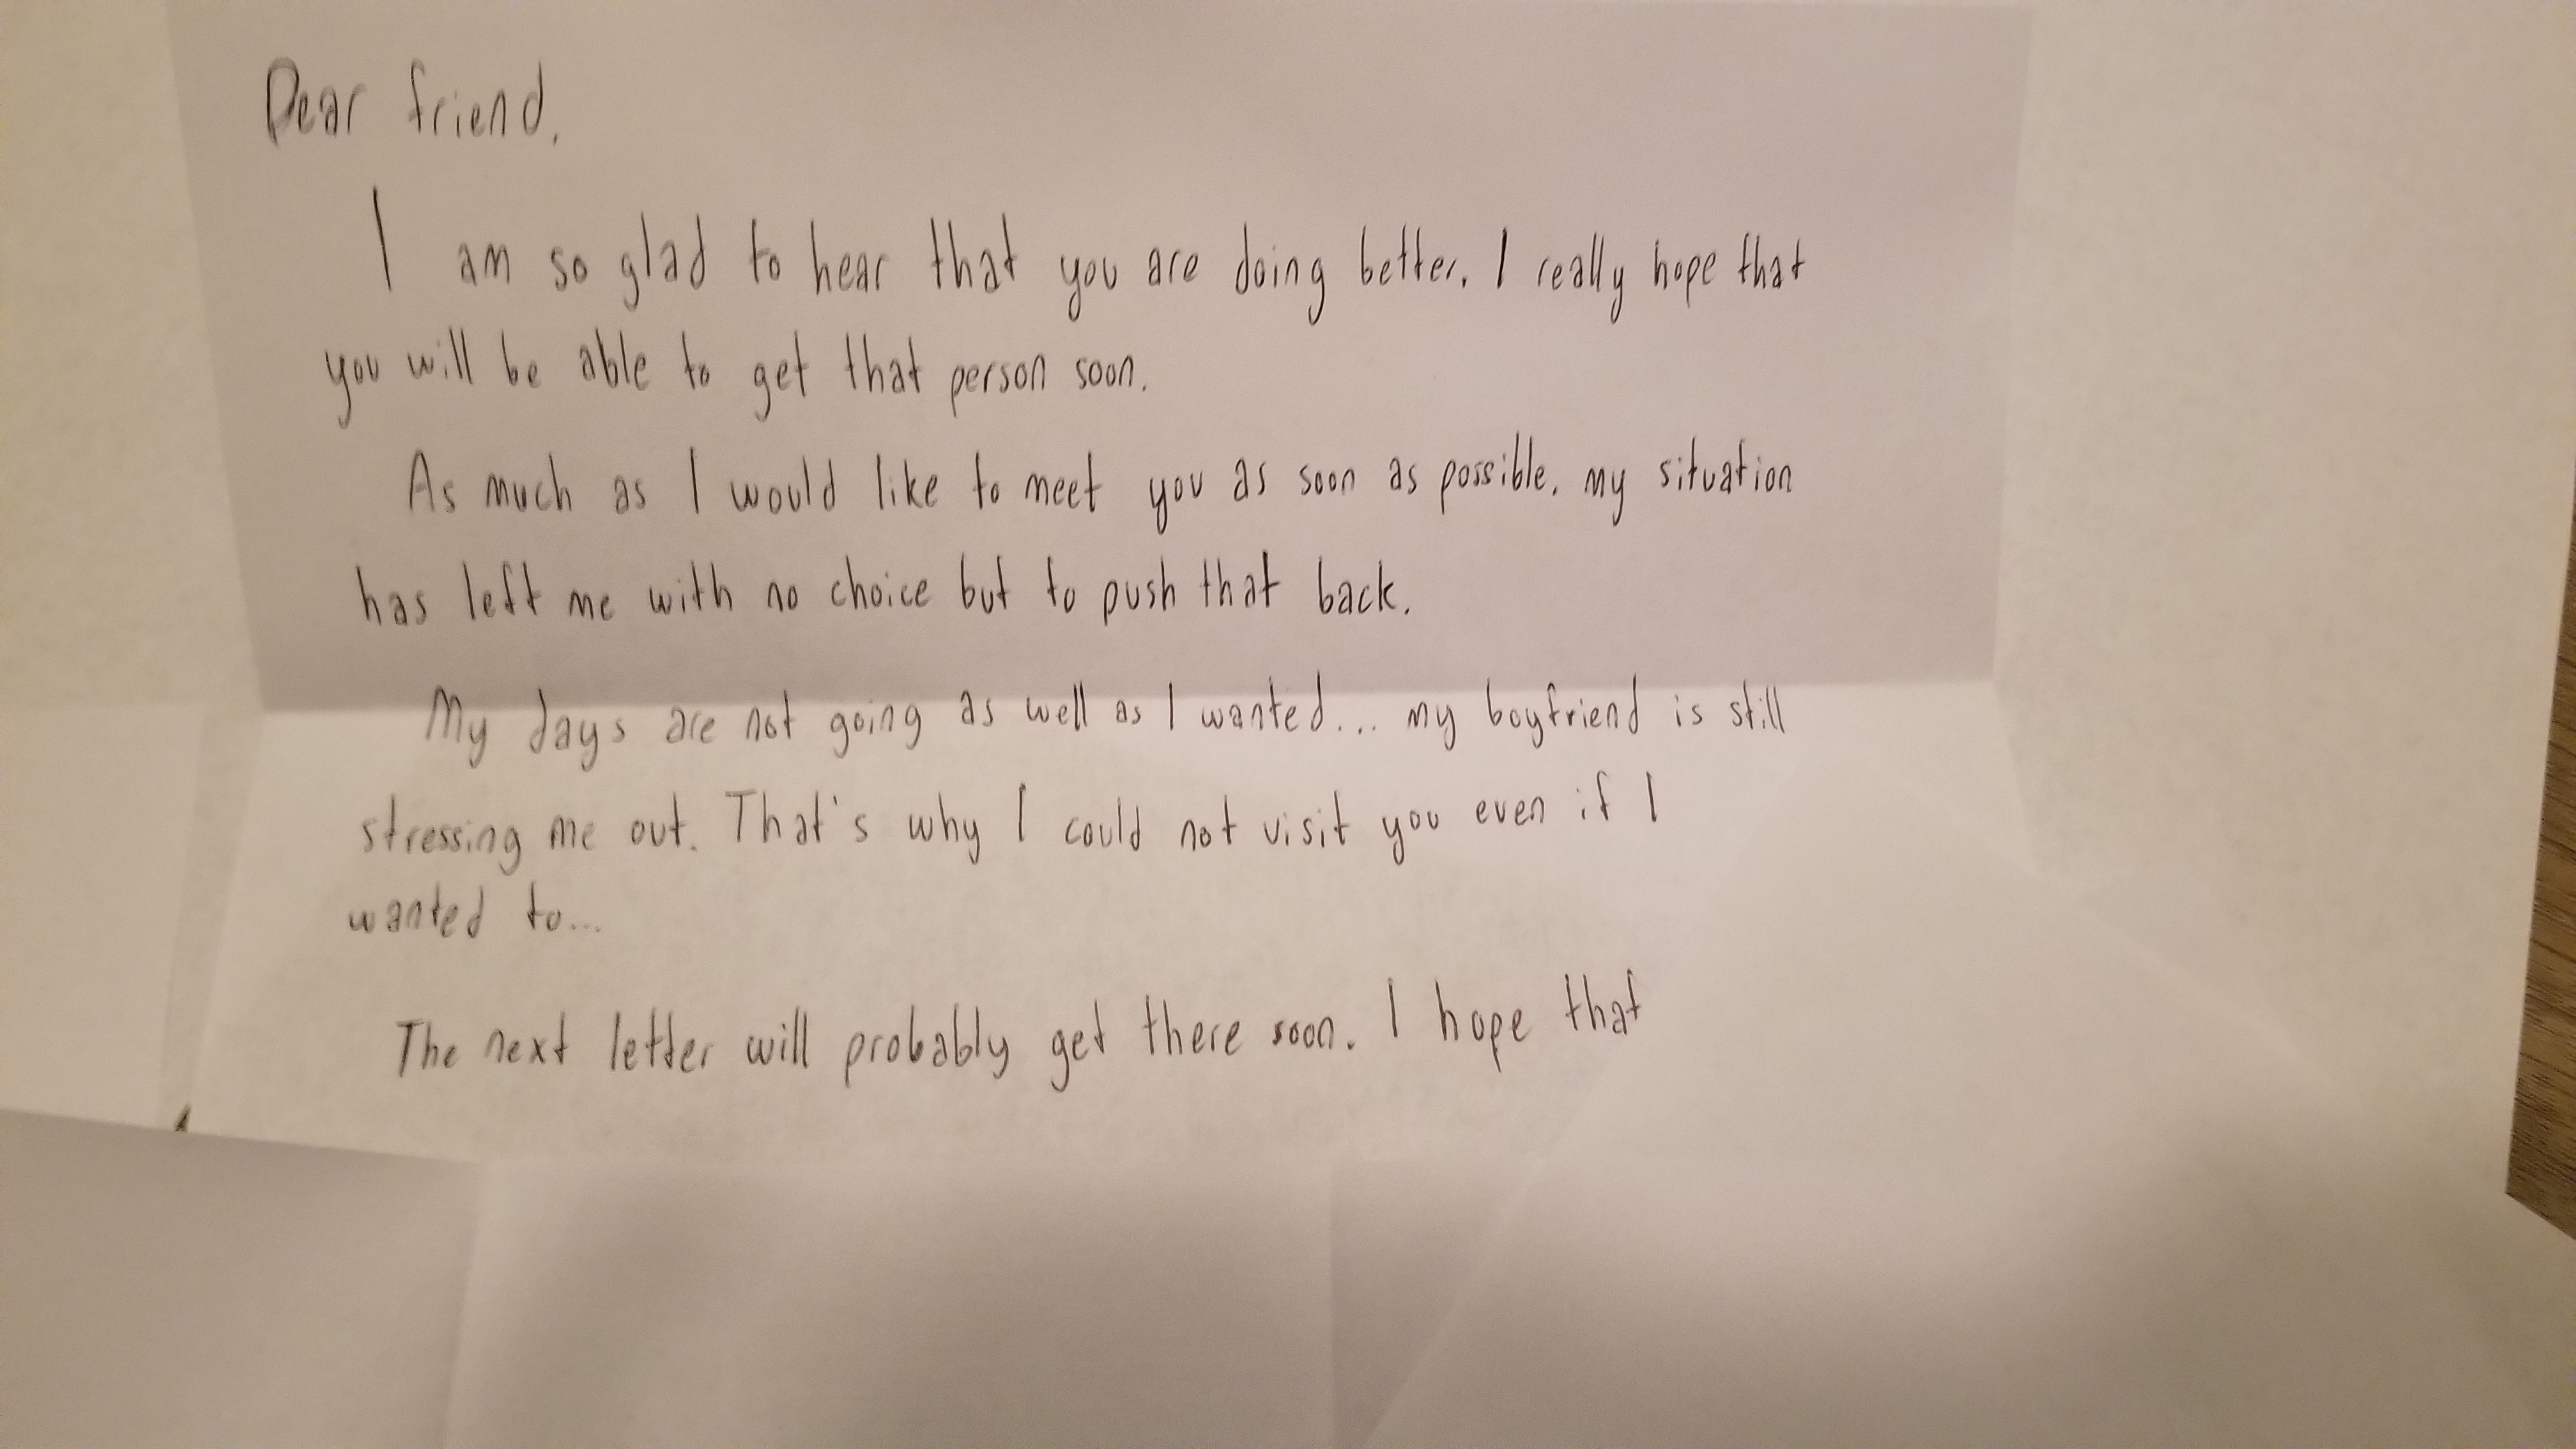 Dear friend,
I am so glad to hear that you are doing better. I really hope that
you will be able to get that person soon.
As much as I would like to meet you as soon as possible, my situation
has left me with no choice but to push that back.
My days are not going as well as I wanted... my boyfriend is still
stressing me out. That's why I could not visit you even if I
wanted to...
The next letter will probably get there soon. I hope that